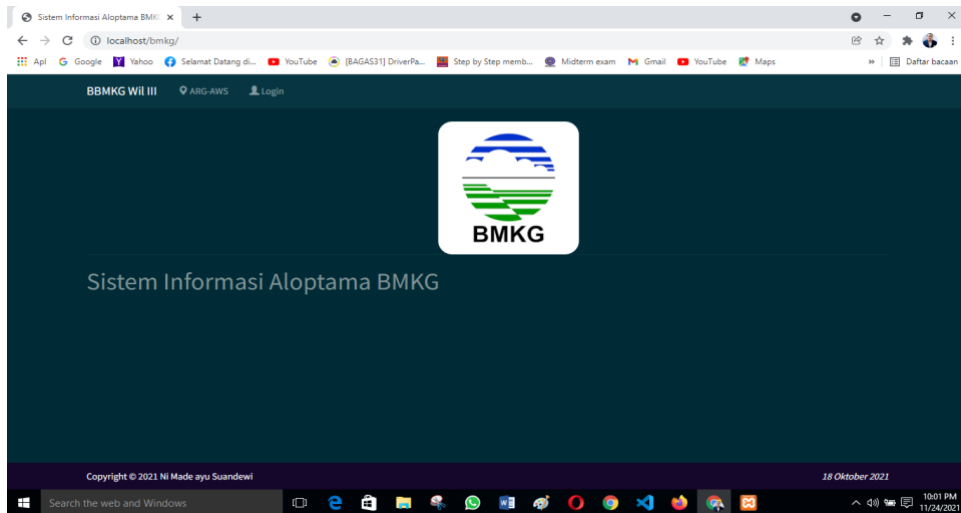 Sistem Informasi Aloptama BMKG
localhost/bmkg/
Apl Google Yahoo Selamat Datang di... YouTube [BAGAS31] DriverPa... Step by Step memb... Midterm exam Gmail YouTube Maps » Daftar bacaan
BBMKG Wil III ARG-AWS Login
BMKG
Sistem Informasi Aloptama BMKG
Copyright © 2021 Ni Made ayu Suandewi 18 Oktober 2021
Search the web and Windows
10:01 PM
11/24/2021